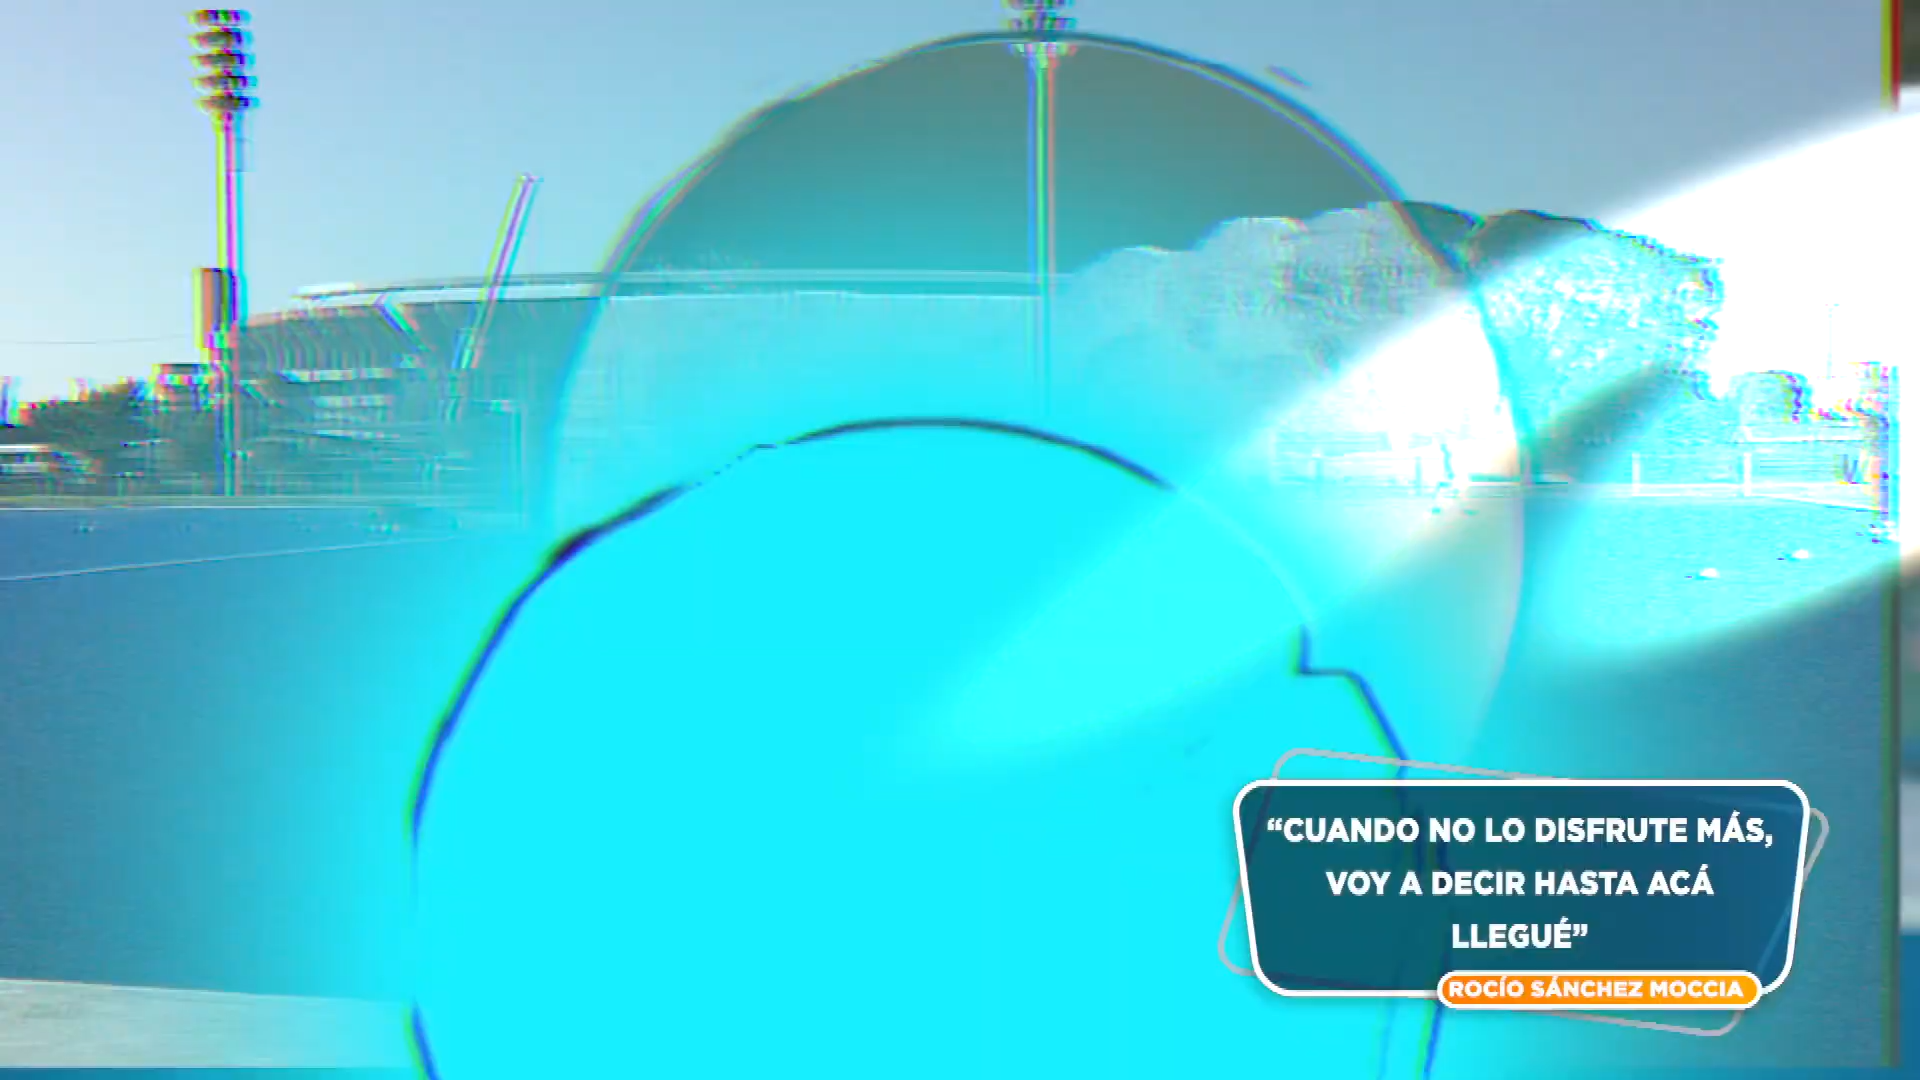 “CUANDO NO LO DISFRUTE MÁS,
VOY A DECIR HASTA ACÁ
LLEGUÉ”
ROCÍO SÁNCHEZ MOCCIA